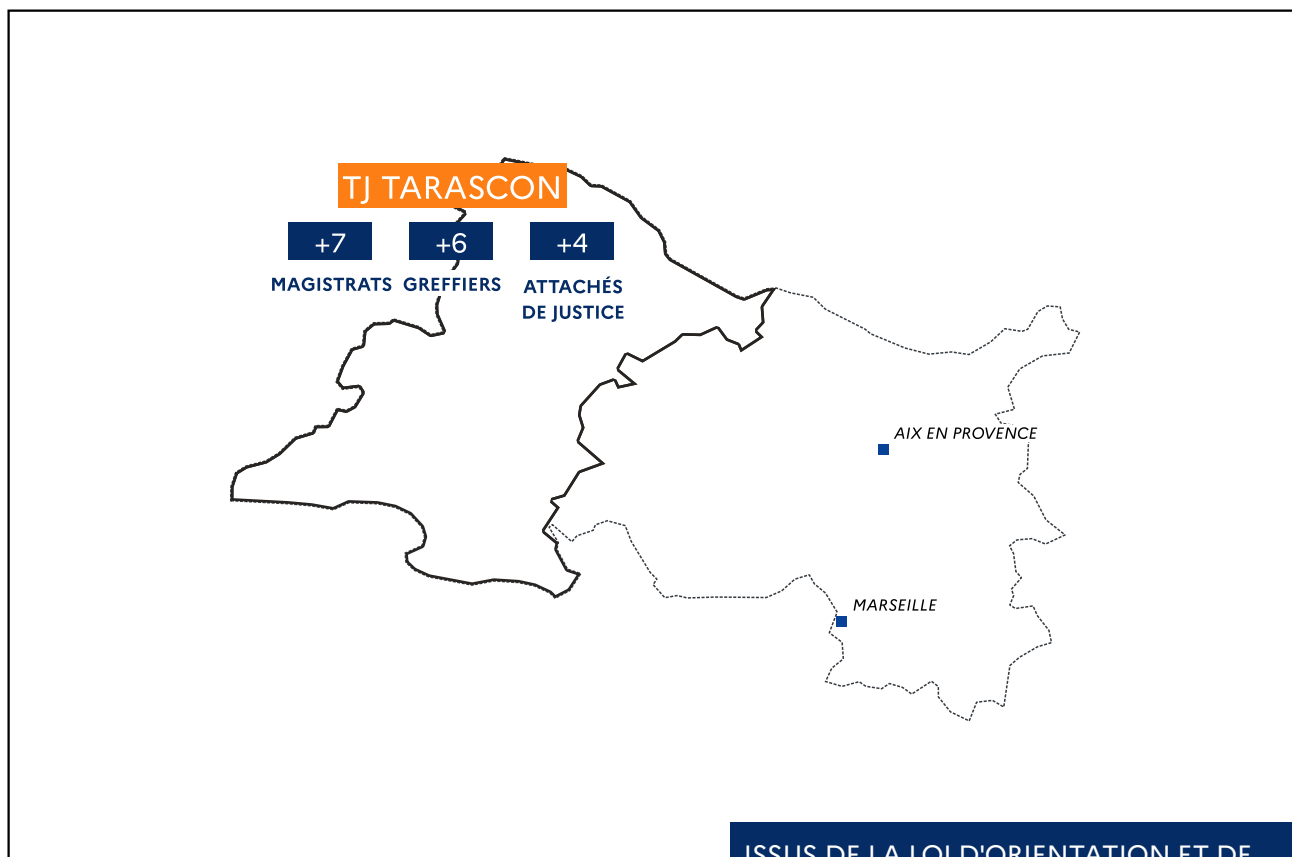 TJ TARASCON
+7
+6
+4
MAGISTRATS
GREFFIERS
ATTACHÉS
DE JUSTICE
AIX EN PROVENCE
MARSEILLE
ISSUS DE LA LOI D'ORIENTATION ET DE